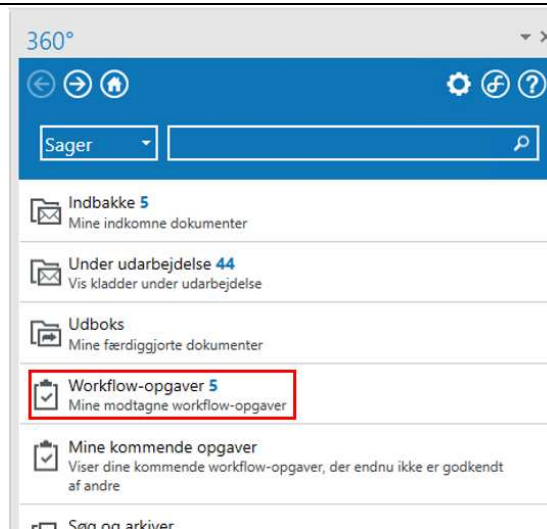 360°
Sager
Indbakke 5
Mine indkomne dokumenter
Under udarbejdelse 44
Vis kladder under udarbejdelse
Udboks
Mine færdiggjorte dokumenter
Workflow-opgaver 5
Mine modtagne workflow-opgaver
Mine kommende opgaver
Viser dine kommende workflow-opgaver, der endnu ikke er godkendt
af andre
Søg og arkiver